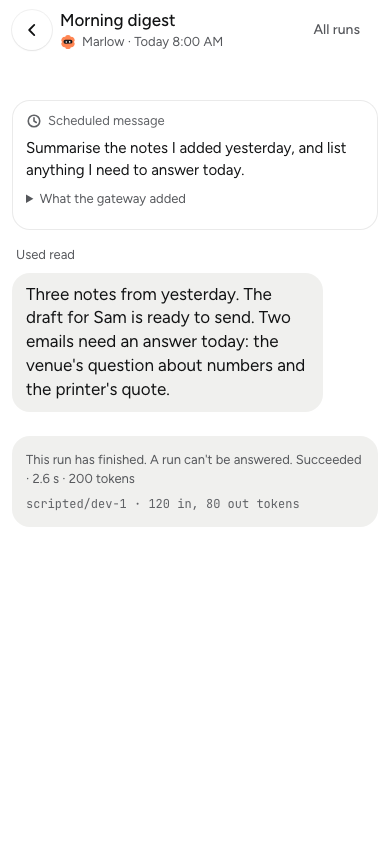 Morning digest
Marlow · Today 8:00 AM
All runs
Scheduled message
Summarise the notes I added yesterday, and list
anything I need to answer today.
What the gateway added
Used read
Three notes from yesterday. The
draft for Sam is ready to send. Two
emails need an answer today: the
venue's question about numbers and
the printer's quote.
This run has finished. A run can't be answered. Succeeded
· 2.6 s · 200 tokens
scripted/dev-1 · 120 in, 80 out tokens